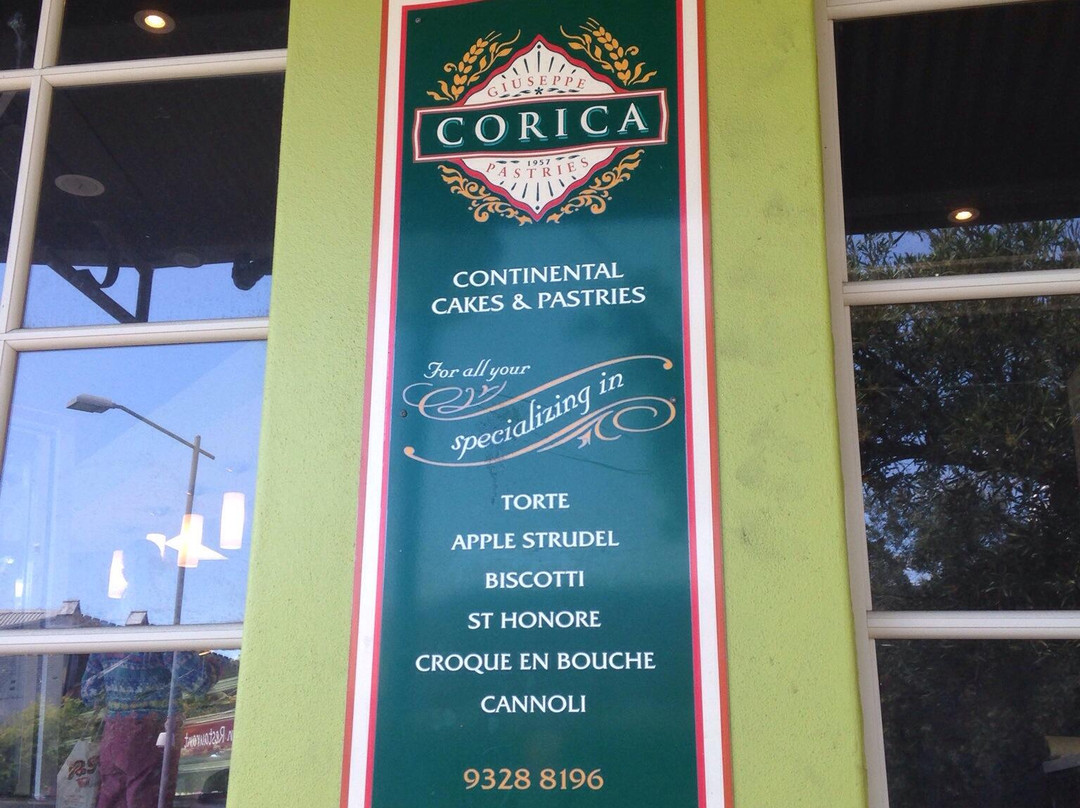 GIUSEPPE
CORICA
1957
PASTRIES
CONTINENTAL
CAKES & PASTRIES
For all your
specializing in
TORTE
APPLE STRUDEL
BISCOTTI
ST HONORE
CROQUE EN BOUCHE
CANNOLI
9328 8196
Restaurant